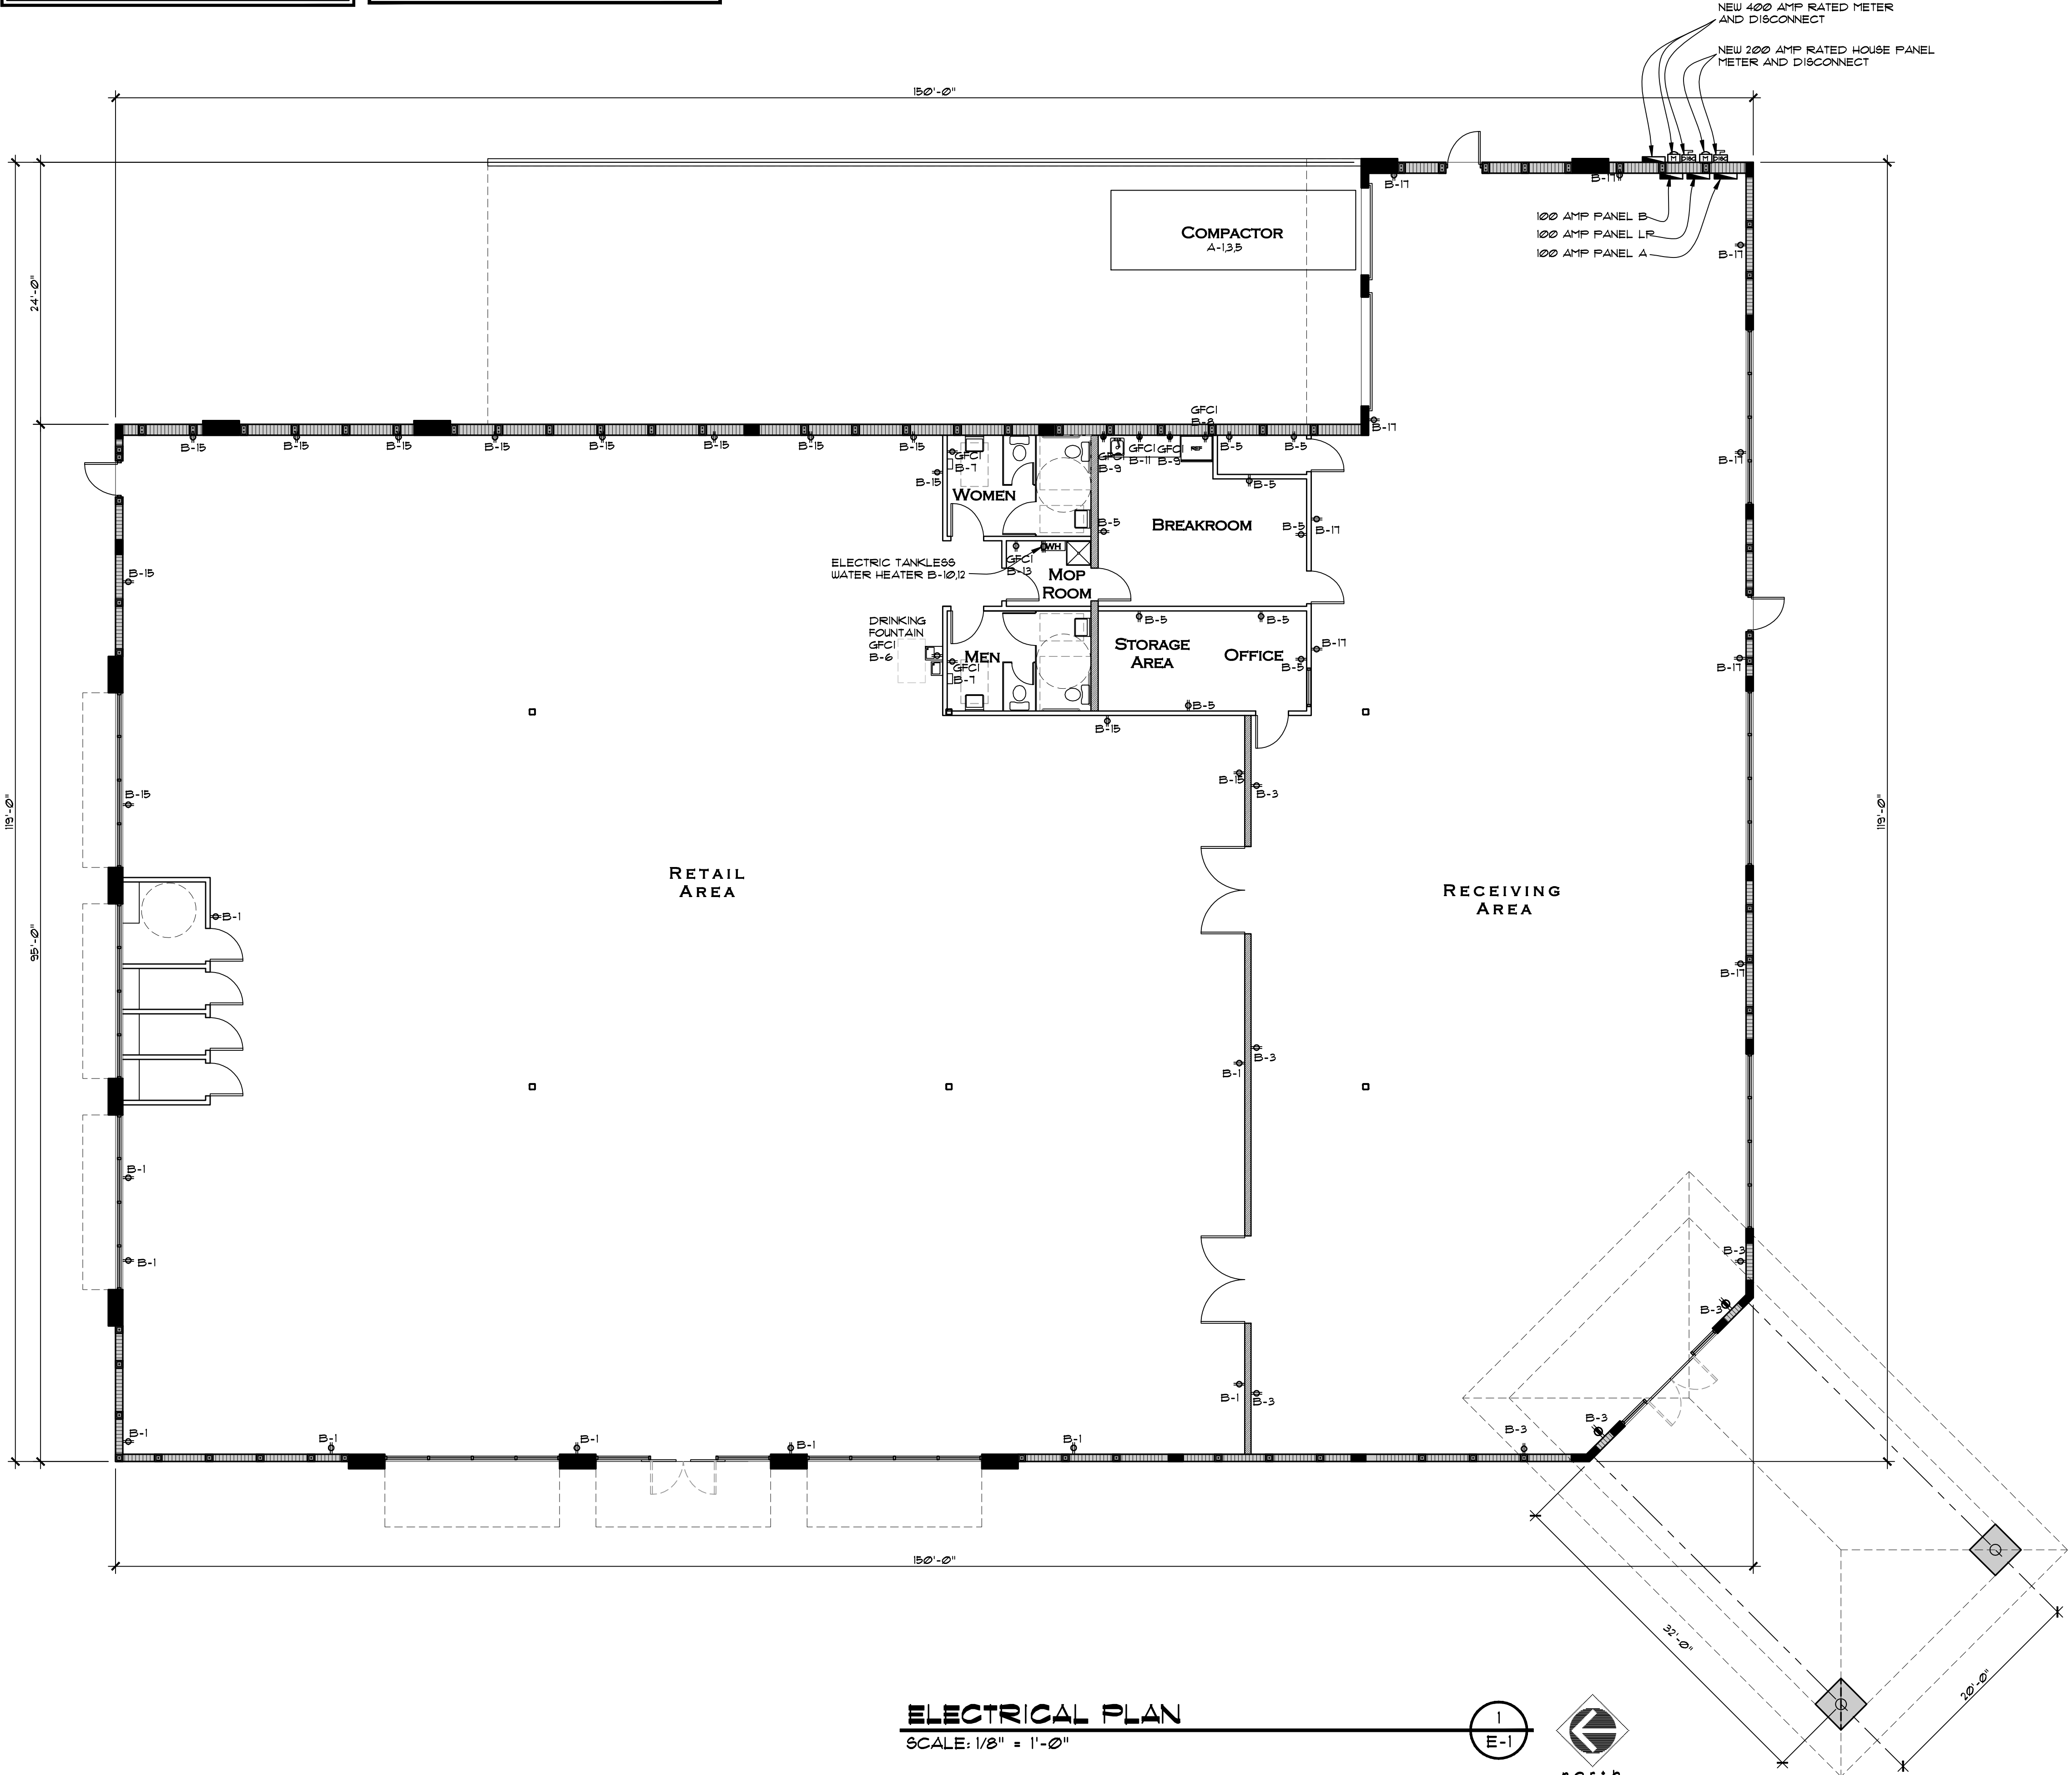 NEW 400 AMP RATED METER
AND DISCONNECT
NEW 200 AMP RATED HOUSE PANEL
METER AND DISCONNECT
150'-0"
B-17
B-17
100 AMP PANEL B
100 AMP PANEL LP
100 AMP PANEL A
COMPACTOR
A-1,3,5
B-17
24'-0"
GFCI
B-8
B-17
B-15
B-15
B-15
B-15
B-15
B-15
B-15
B-15
GFCI
B-7
B-15
GFCI
B-9
GFCI
B-11
GFCI
B-9
REF
B-5
B-5
B-17
WOMEN
B-5
B-5
BREAKROOM
B-5
B-17
ELECTRIC TANKLESS
WATER HEATER B-10,12
GFCI
B-13
WH
MOP
ROOM
B-15
DRINKING
FOUNTAIN
GFCI
B-6
MEN
GFCI
B-7
B-5
B-5
STORAGE
AREA
OFFICE
B-5
B-17
B-17
B-5
B-15
B-15
B-3
B-15
119'-0"
119'-0"
RETAIL
AREA
RECEIVING
AREA
B-1
95'-0"
B-17
B-1
B-3
B-1
B-1
B-3
B-3
B-1
B-3
B-1
B-1
B-1
B-1
B-1
B-3
B-3
150'-0"
32'-0"
20'-0"
ELECTRICAL PLAN
SCALE: 1/8" = 1'-0"
1
E-1